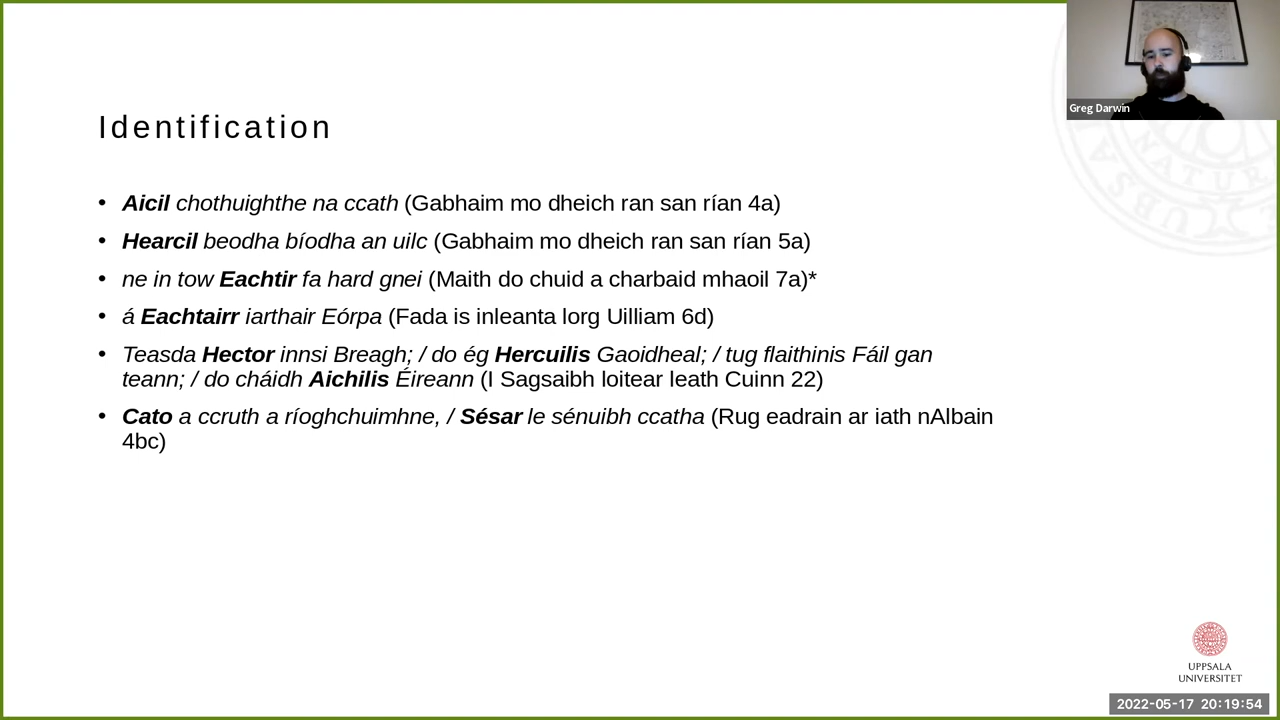 Greg Darwin
Identification
• Aicil chothuighthe na ccath (Gabhaim mo dheich ran san rían 4a)
• Hearcil beodha bíodha an uilc (Gabhaim mo dheich ran san rían 5a)
• ne in tow Eachtir fa hard gnei (Maith do chuid a charbaid mhaoil 7a)*
• á Eachtairr iarthair Eórpa (Fada is inleanta lorg Uilliam 6d)
• Teasda Hector innsi Breagh; / do ég Hercuilis Gaoidheal; / tug flaithinis Fáil gan
teann; / do cháidh Aichilis Éireann (I Sagsaibh loitear leath Cuinn 22)
• Cato a ccruth a ríoghchuimhne, / Sésar le sénuibh ccatha (Rug eadrain ar iath nAlbain
4bc)
UPPSALA
UNIVERSITET
2022-05-17 20:19:54